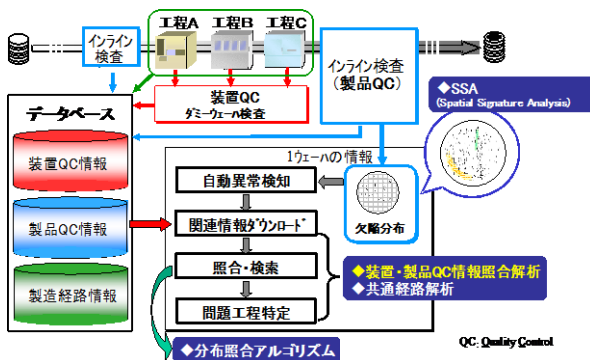 工程A
工程B
工程C
インライン
検査
インライン検査
(製品QC)
装置QC
ダミーウェーハ検査
◆SSA
(Spatial Signature Analysis)
データベース
装置QC情報
製品QC情報
製造経路情報
1ウェーハの情報
自動異常検知
関連情報ダウンロード
照合・検索
問題工程特定
欠陥分布
◆装置・製品QC情報照合解析
◆共通経路解析
◆分布照合アルゴリズム
QC: Quality Control